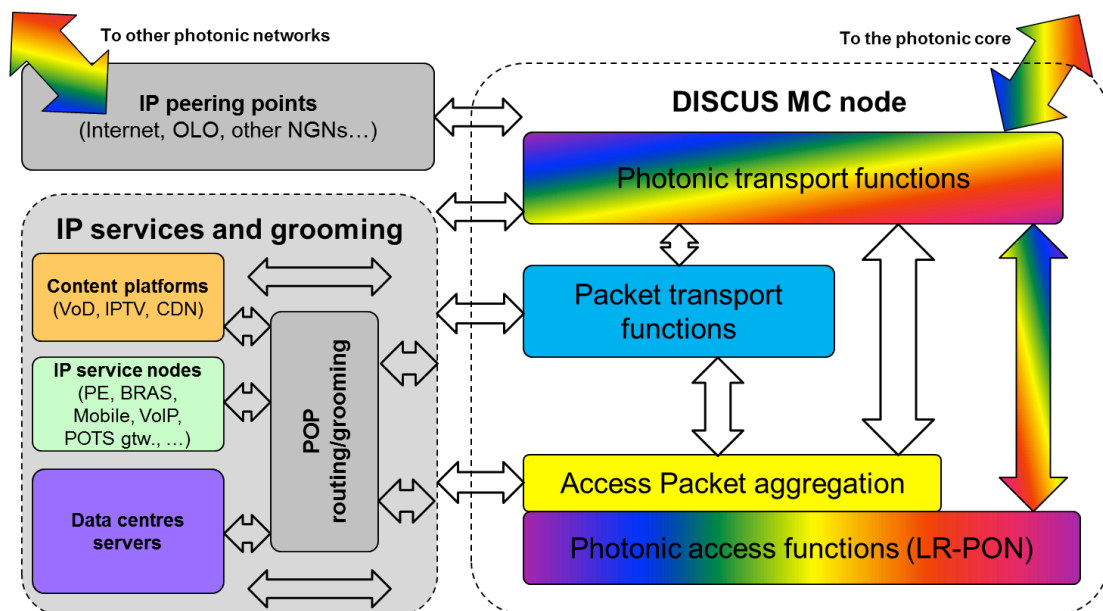 To other photonic networks
To the photonic core
IP peering points
(Internet, OLO, other NGNs…)
DISCUS MC node
Photonic transport functions
IP services and grooming
Content platforms
(VoD, IPTV, CDN)
Packet transport
functions
IP service nodes
(PE, BRAS,
Mobile, VoIP,
POTS gtw., …)
POP
routing/grooming
Access Packet aggregation
Data centres
servers
Photonic access functions (LR-PON)